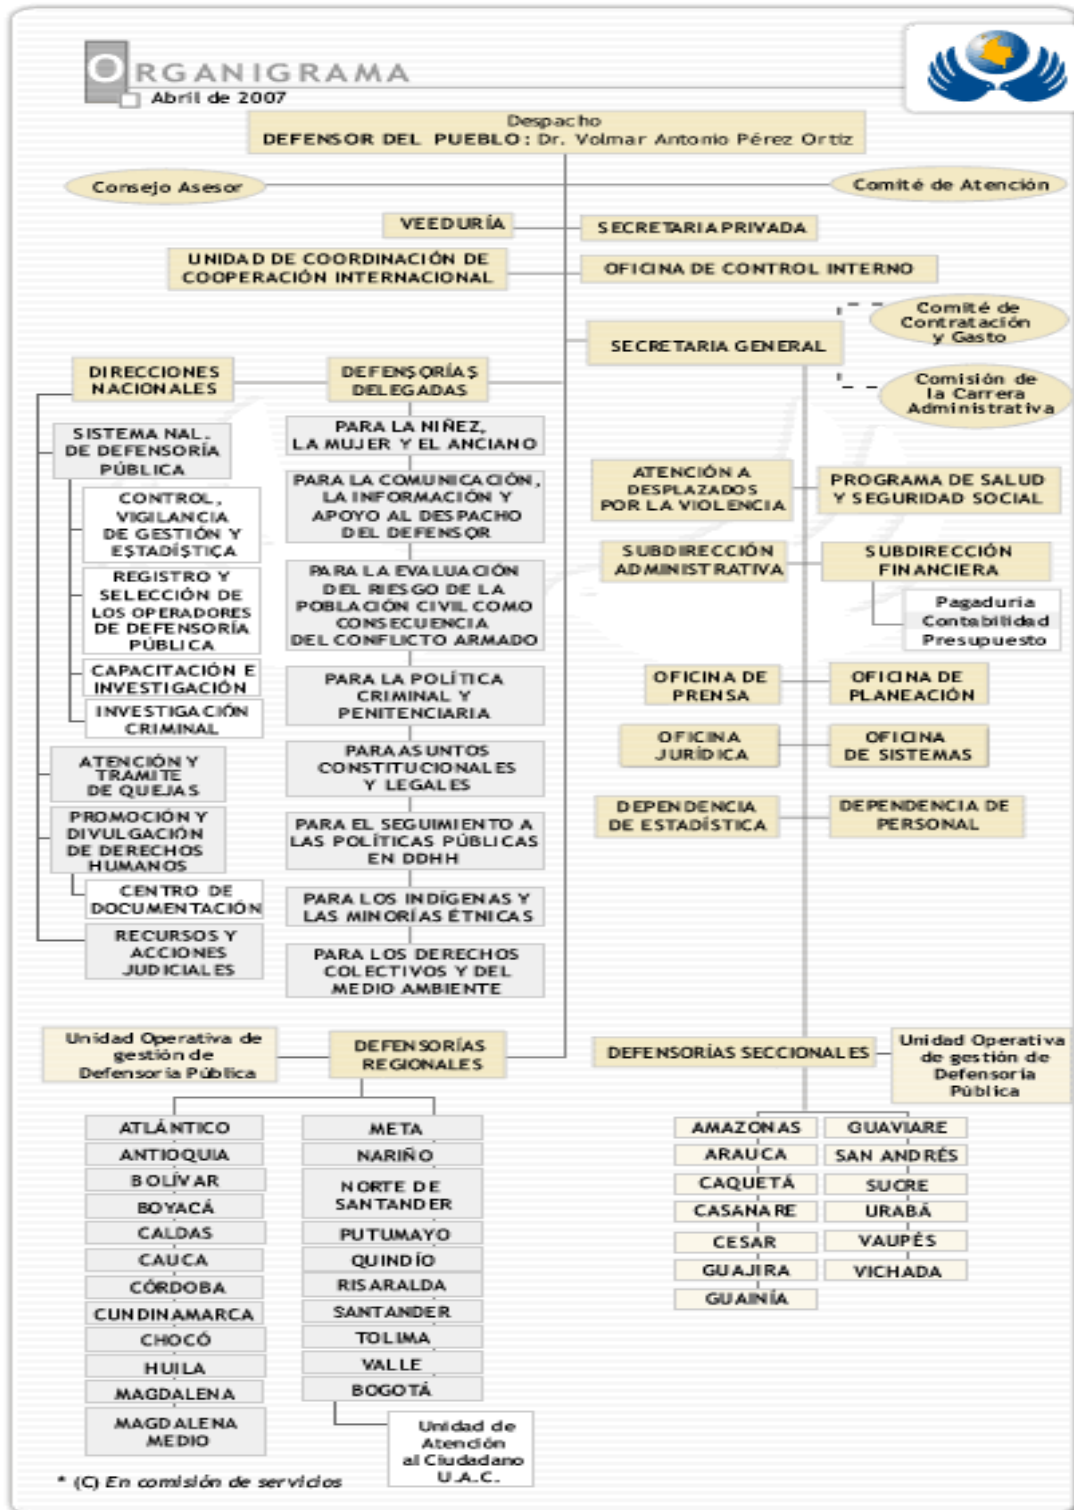 ORGANIGRAMA
Abril de 2007
Despacho
DEFENSOR DEL PUEBLO: Dr. Volmar Antonio Pérez Ortiz
Consejo Asesor
Comité de Atención
VEEDURÍA
SECRETARIA PRIVADA
UNIDAD DE COORDINACIÓN DE
COOPERACIÓN INTERNACIONAL
OFICINA DE CONTROL INTERNO
Comité de
Contratación
y Gasto
SECRETARIA GENERAL
Comisión de
la Carrera
Administrativa
DIRECCIONES
NACIONALES
SISTEMA NAL.
DE DEFENSORÍA
PÚBLICA
CONTROL,
VIGILANCIA
DE GESTIÓN Y
ESTADÍSTICA
REGISTRO Y
SELECCIÓN DE
LOS OPERADORES
DE DEFENSORÍA
PÚBLICA
CAPACITACIÓN E
INVESTIGACIÓN
INVESTIGACIÓN
CRIMINAL
ATENCIÓN Y
TRAMITE
DE QUEJAS
PROMOCIÓN Y
DIVULGACIÓN
DE DERECHOS
HUMANOS
CENTRO DE
DOCUMENTACIÓN
RECURSOS Y
ACCIONES
JUDICIALES
DEFENSORÍAS
DELEGADAS
PARA LA NIÑEZ,
LA MUJER Y EL ANCIANO
PARA LA COMUNICACIÓN,
LA INFORMACIÓN Y
APOYO AL DESPACHO
DEL DEFENSOR
PARA LA EVALUACIÓN
DEL RIESGO DE LA
POBLACIÓN CIVIL COMO
CONSECUENCIA
DEL CONFLICTO ARMADO
PARA LA POLÍTICA
CRIMINAL Y
PENITENCIARIA
PARA ASUNTOS
CONSTITUCIONALES
Y LEGALES
PARA EL SEGUIMIENTO A
LAS POLÍTICAS PÚBLICAS
EN DDHH
PARA LOS INDÍGENAS Y
LAS MINORÍAS ÉTNICAS
PARA LOS DERECHOS
COLECTIVOS Y DEL
MEDIO AMBIENTE
ATENCIÓN A
DESPLAZADOS
POR LA VIOLENCIA
PROGRAMA DE SALUD
Y SEGURIDAD SOCIAL
SUBDIRECCIÓN
ADMINISTRATIVA
SUBDIRECCIÓN
FINANCIERA
Pagaduria
Contabilidad
Presupuesto
OFICINA DE
PRENSA
OFICINA DE
PLANEACIÓN
OFICINA
JURÍDICA
OFICINA
DE SISTEMAS
DEPENDENCIA
DE ESTADÍSTICA
DEPENDENCIA DE
PERSONAL
Unidad Operativa de
gestión de
Defensoria Pública
DEFENSORÍAS
REGIONALES
ATLÁNTICO
ANTIOQUIA
BOLÍVAR
BOYACÁ
CALDAS
CAUCA
CÓRDOBA
CUNDINAMARCA
CHOCÓ
HUILA
MAGDALENA
MAGDALENA
MEDIO
META
NARIÑO
NORTE DE
SANTANDER
PUTUMAYO
QUINDÍO
RISARALDA
SANTANDER
TOLIMA
VALLE
BOGOTÁ
Unidad de
Atención
al Ciudadano
U.A.C.
DEFENSORÍAS SECCIONALES
Unidad Operativa
de gestión de
Defensoría
Pública
AMAZONAS
ARAUCA
CAQUETÁ
CASANARE
CESAR
GUAJIRA
GUAINÍA
GUAVIARE
SAN ANDRÉS
SUCRE
URABÁ
VAUPÉS
VICHADA
* (C) En comisión de servicios